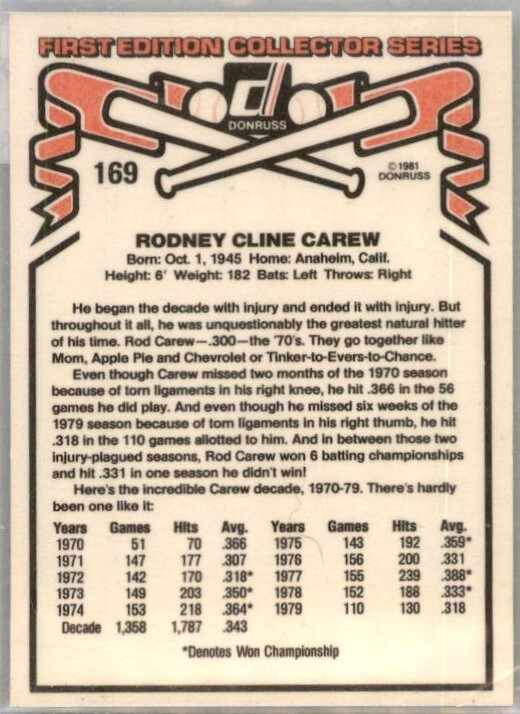 FIRST EDITION COLLECTOR SERIES
d
DONRUSS
169
© 1981
DONRUSS
RODNEY CLINE CAREW
Born: Oct. 1, 1945 Home: Anaheim, Calif.
Height: 6' Weight: 182 Bats: Left Throws: Right
He began the decade with injury and ended it with injury. But
throughout it all, he was unquestionably the greatest natural hitter
of his time. Rod Carew—.300—the '70's. They go together like
Mom, Apple Pie and Chevrolet or Tinker-to-Evers-to-Chance.
Even though Carew missed two months of the 1970 season
because of torn ligaments in his right knee, he hit .366 in the 56
games he did play. And even though he missed six weeks of the
1979 season because of torn ligaments in his right thumb, he hit
.318 in the 110 games allotted to him. And in between those two
injury-plagued seasons, Rod Carew won 6 batting championships
and hit .331 in one season he didn't win!
Here's the incredible Carew decade, 1970-79. There's hardly
been one like it:
Years Games Hits Avg. Years Games Hits Avg.
1970 51 70 .366 1975 143 192 .359*
1971 147 177 .307 1976 156 200 .331
1972 142 170 .318* 1977 155 239 .388*
1973 149 203 .350* 1978 152 188 .333*
1974 153 218 .364* 1979 110 130 .318
Decade 1,358 1,787 .343
*Denotes Won Championship